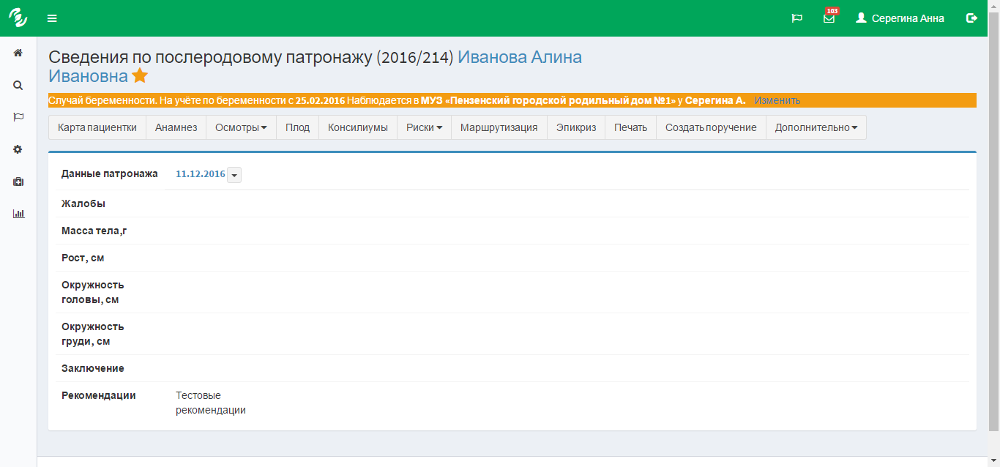 103
Серегина Анна
Сведения по послеродовому патронажу (2016/214) Иванова Алина
Ивановна
Случай беременности. На учёте по беременности с 25.02.2016 Наблюдается в МУЗ «Пензенский городской родильный дом №1» у Серегина А. Изменить
Карта пациентки Анамнез Осмотры Плод Консилиумы Риски Маршрутизация Эпикриз Печать Создать поручение Дополнительно
Данные патронажа 11.12.2016
Жалобы
Масса тела,г
Рост, см
Окружность
головы, см
Окружность
груди, см
Заключение
Рекомендации Тестовые
рекомендации